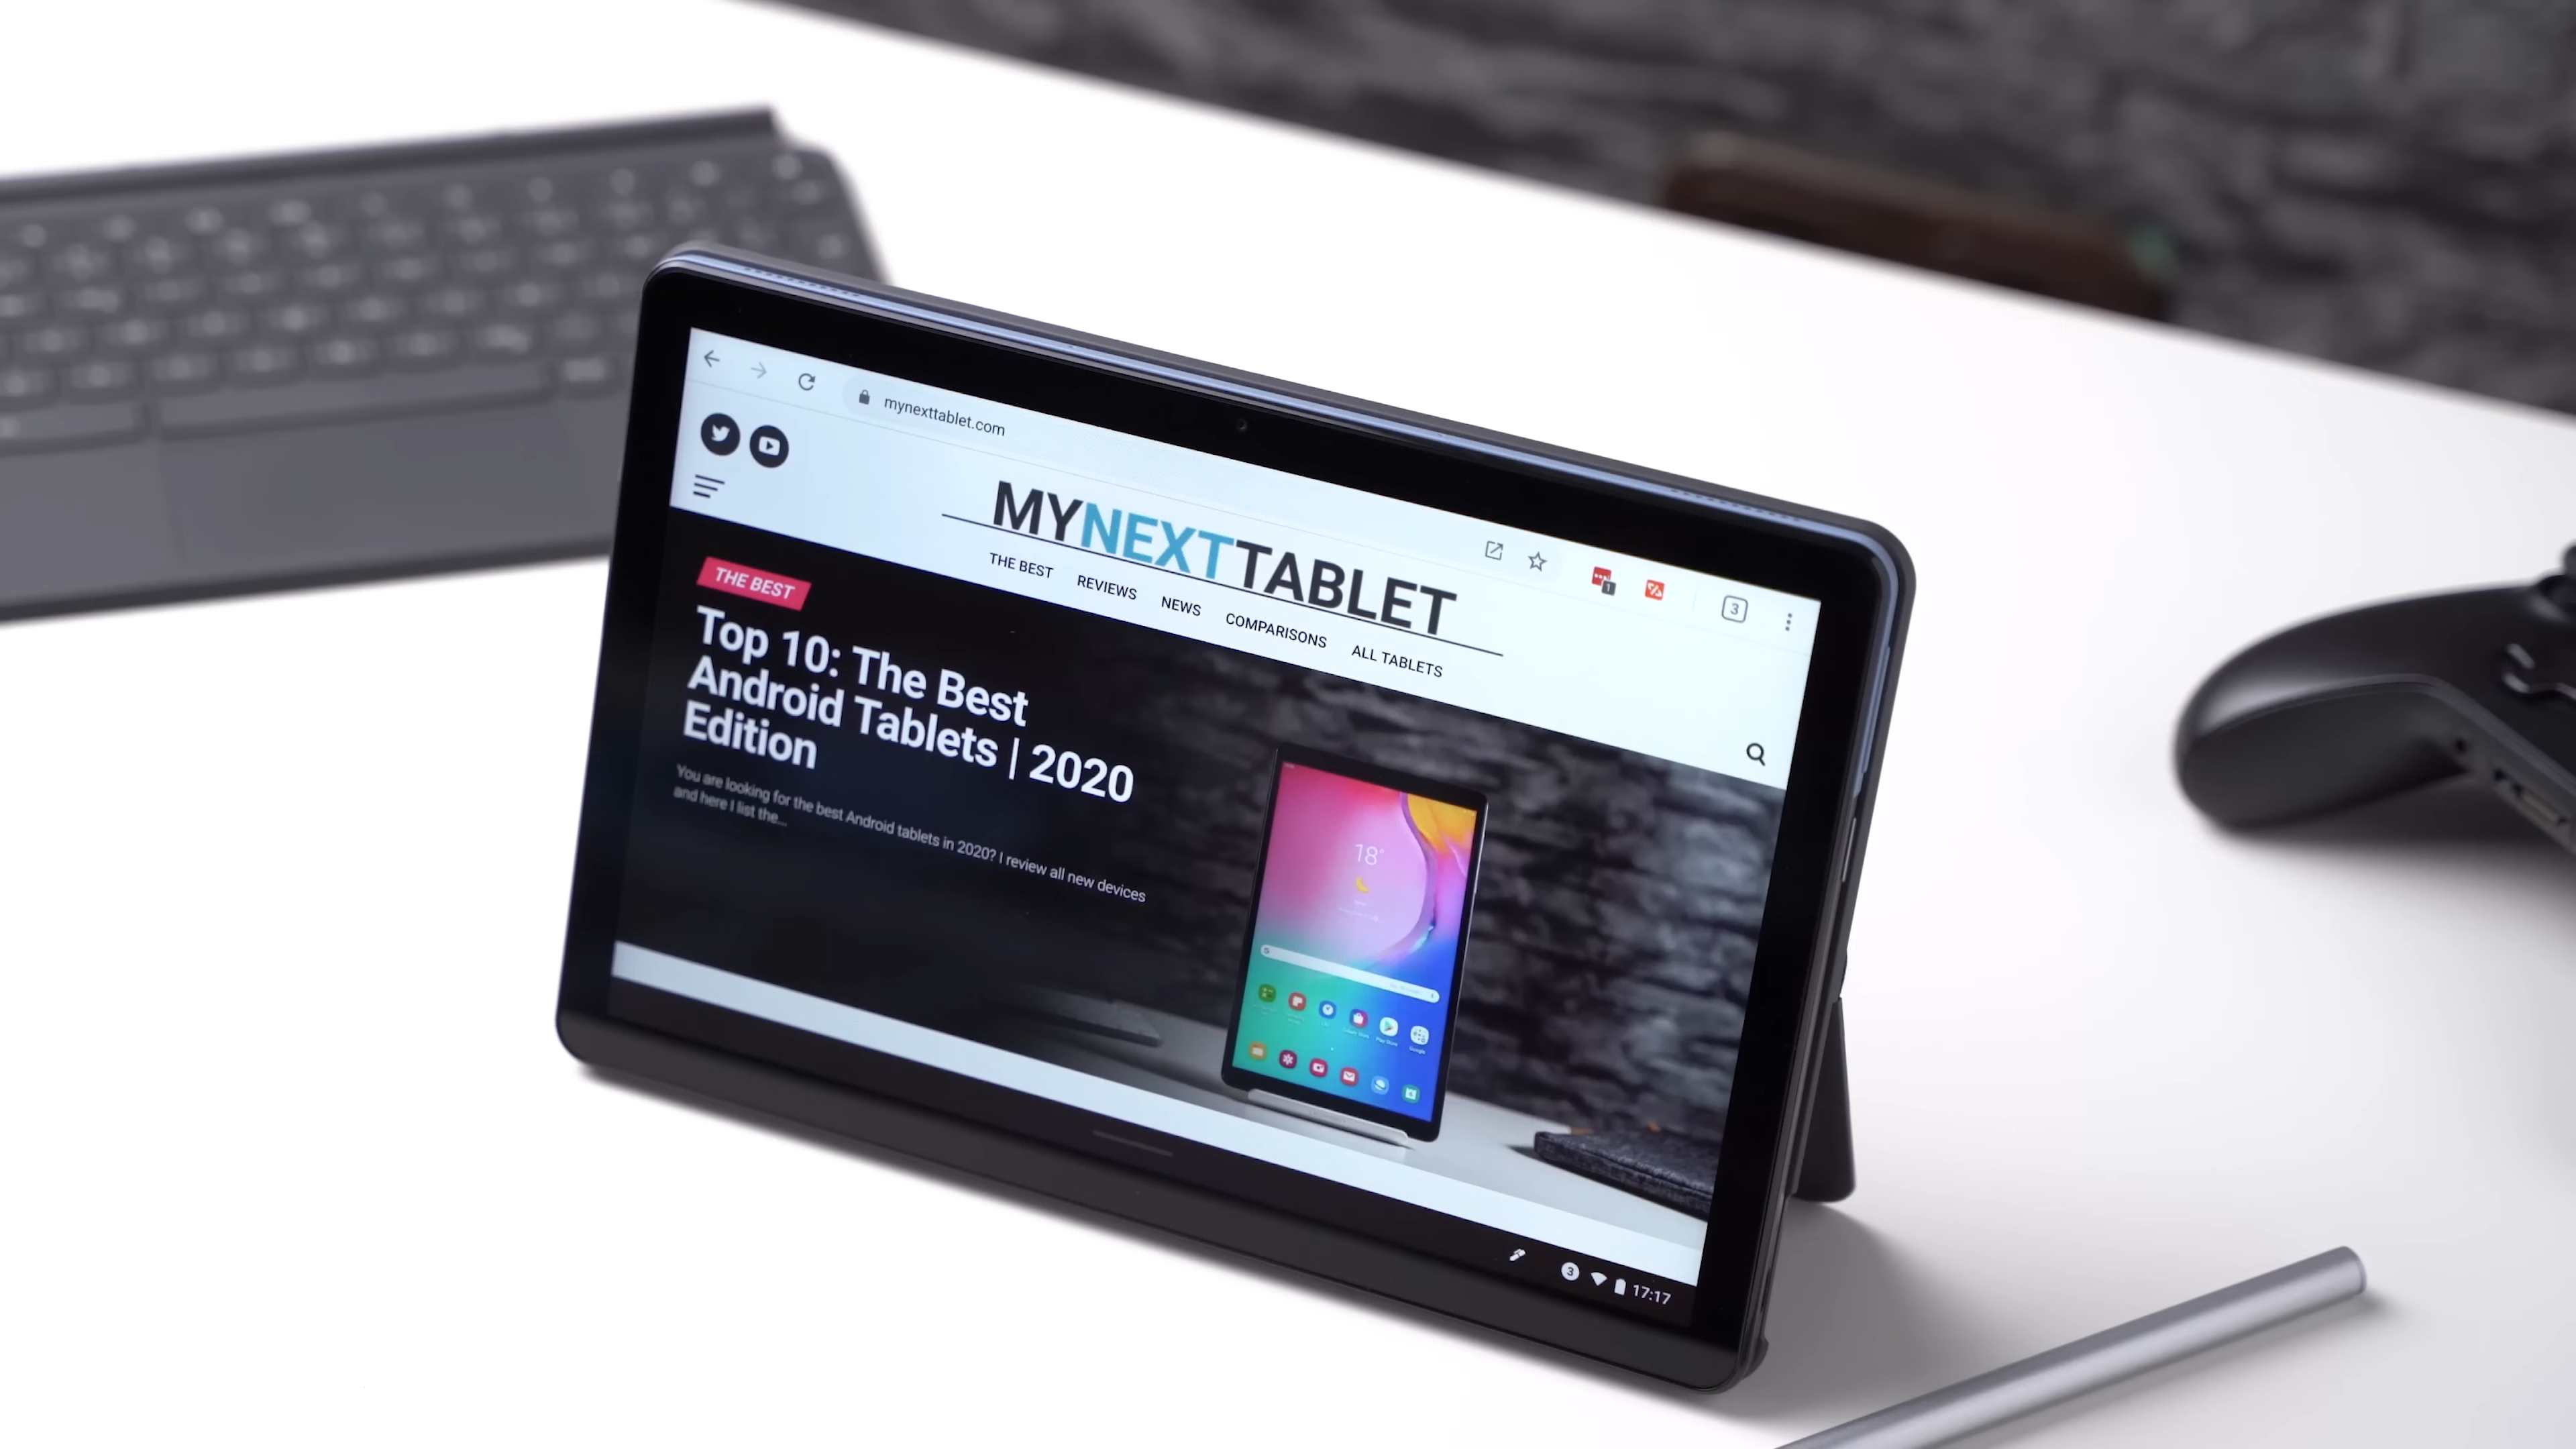 mynexttablet.com
3
1
MYNEXTTABLET
THE BEST REVIEWS NEWS COMPARISONS ALL TABLETS
THE BEST
Top 10: The Best
Android Tablets | 2020
Edition
You are looking for the best Android tablets in 2020? I review all new devices
and here I list the...
18°
3 17:17